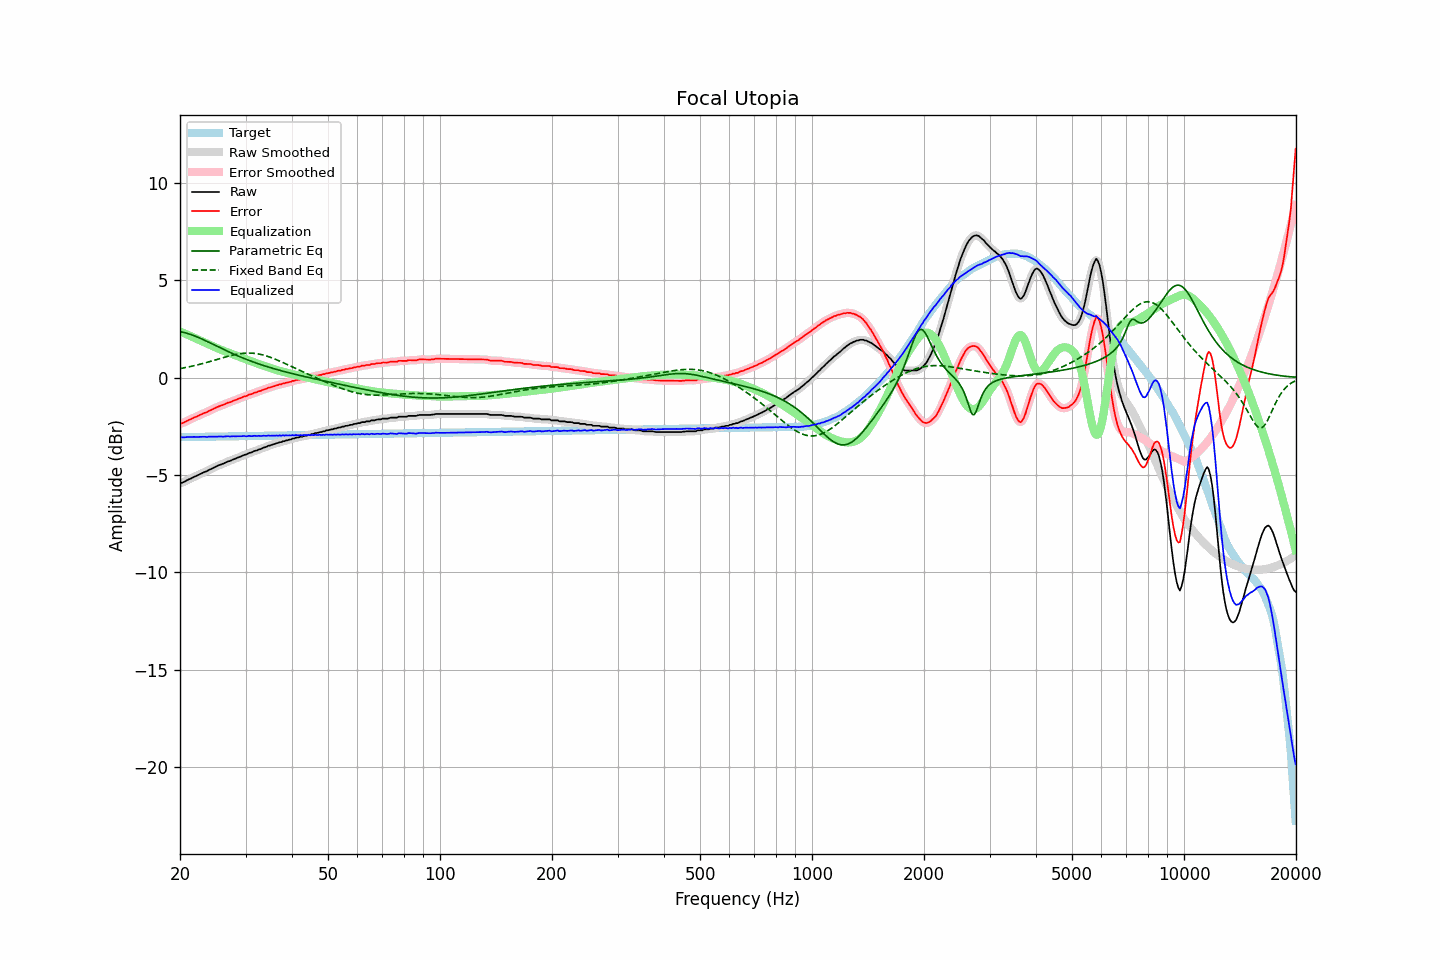 Focal Utopia
Target
Raw Smoothed
Error Smoothed
Raw
Error
Equalization
Parametric Eq
Fixed Band Eq
Equalized
10
5
0
−5
−10
−15
−20
Amplitude (dBr)
20 50 100 200 500 1000 2000 5000 10000 20000
Frequency (Hz)